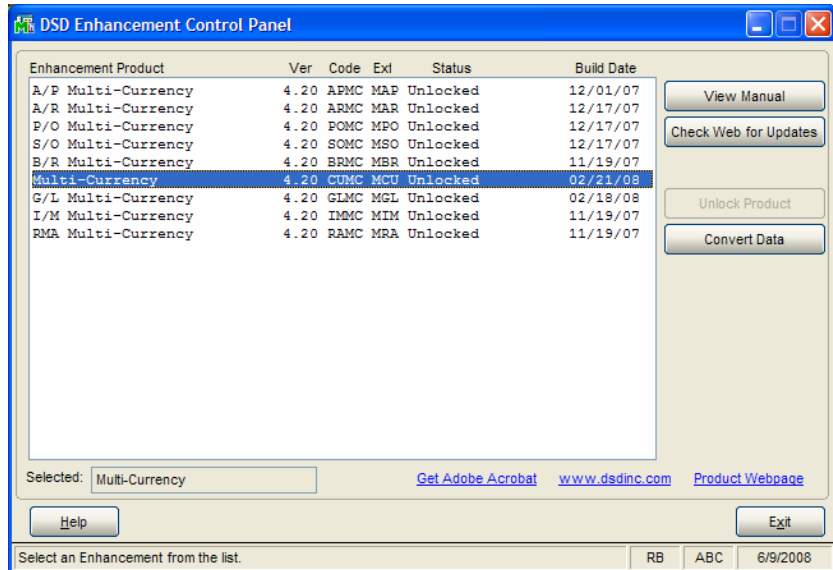 DSD Enhancement Control Panel
Enhancement Product Ver Code Ext Status Build Date
A/P Multi-Currency 4.20 APMC MAP Unlocked 12/01/07
A/R Multi-Currency 4.20 ARMC MAR Unlocked 12/17/07
P/O Multi-Currency 4.20 POMC MPO Unlocked 12/17/07
S/O Multi-Currency 4.20 SOMC MSO Unlocked 12/17/07
B/R Multi-Currency 4.20 BRMC MBR Unlocked 11/19/07
Multi-Currency 4.20 CUMC MCU Unlocked 02/21/08
G/L Multi-Currency 4.20 GLMC MGL Unlocked 02/18/08
I/M Multi-Currency 4.20 IMMC MIM Unlocked 11/19/07
RMA Multi-Currency 4.20 RAMC MRA Unlocked 11/19/07
View Manual
Check Web for Updates
Unlock Product
Convert Data
Selected: Multi-Currency Get Adobe Acrobat www.dsdinc.com Product Webpage
Help Exit
Select an Enhancement from the list. RB ABC 6/9/2008